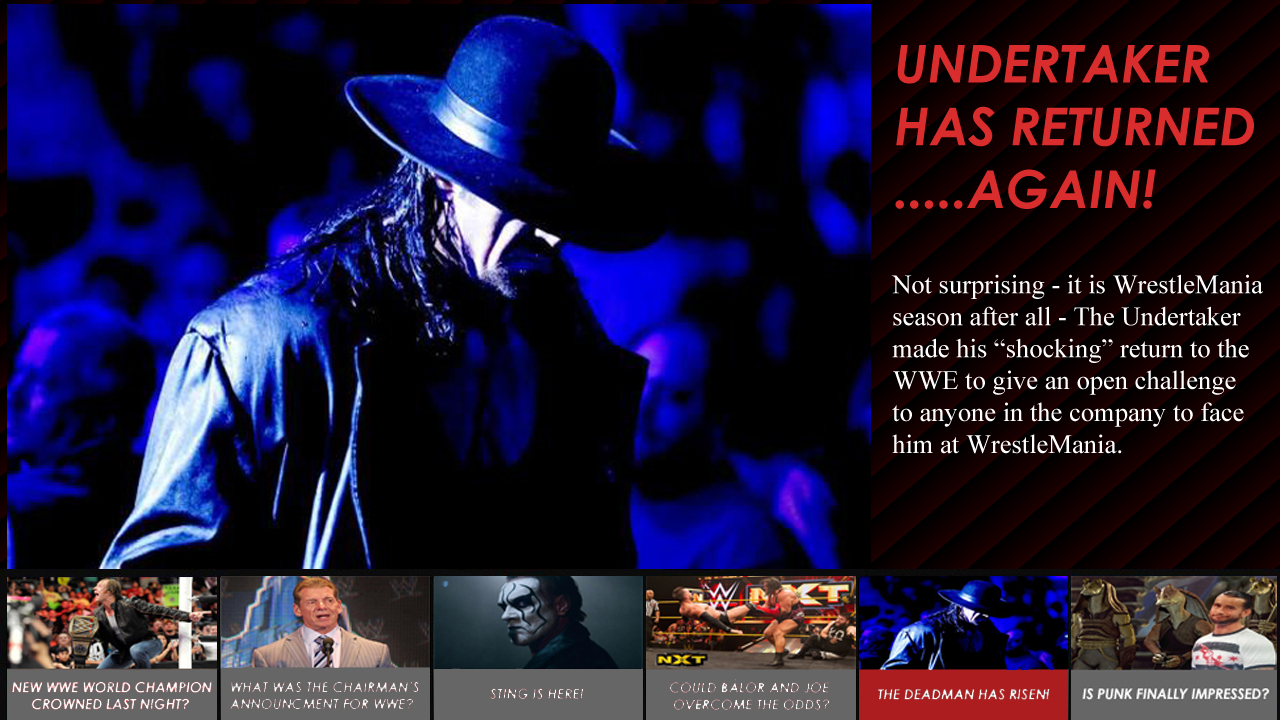 UNDERTAKER
HAS RETURNED
.....AGAIN!
Not surprising - it is WrestleMania
season after all - The Undertaker
made his “shocking” return to the
WWE to give an open challenge
to anyone in the company to face
him at WrestleMania.
W NXT
NXT
NEW WWE WORLD CHAMPION
CROWNED LAST NIGHT?
WHAT WAS THE CHAIRMAN'S
ANNOUNCMENT FOR WWE?
STING IS HERE!
COULD BALOR AND JOE
OVERCOME THE ODDS?
THE DEADMAN HAS RISEN!
IS PUNK FINALLY IMPRESSED?